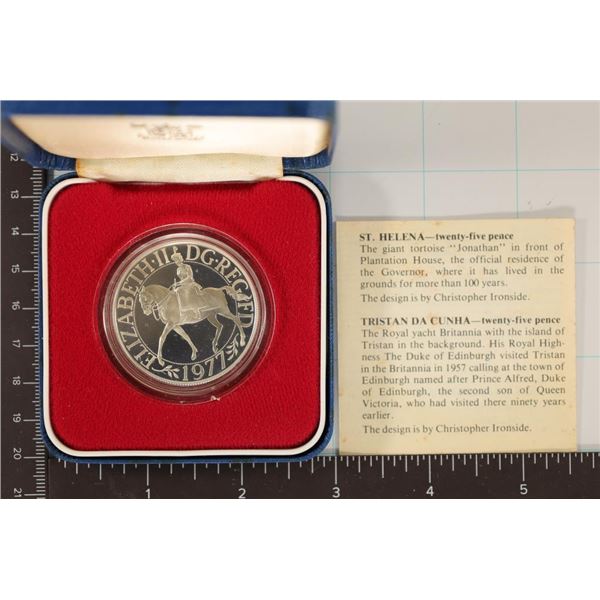 ELIZABETH·II D·G·REG·F·D·
1977
ST. HELENA—twenty-five pence
The giant tortoise "Jonathan" in front of
Plantation House, the official residence of
the Governor, where it has lived in the
grounds for more than 100 years.
The design is by Christopher Ironside.
TRISTAN DA CUNHA—twenty-five pence
The Royal yacht Britannia with the island of
Tristan in the background. His Royal High-
ness The Duke of Edinburgh visited Tristan
in the Britannia in 1957 calling at the town of
Edinburgh named after Prince Alfred, Duke
of Edinburgh, the second son of Queen
Victoria, who had visited there ninety years
earlier.
The design is by Christopher Ironside.
12
13
14
15
16
17
18
19
20
21
1 2 3 4 5